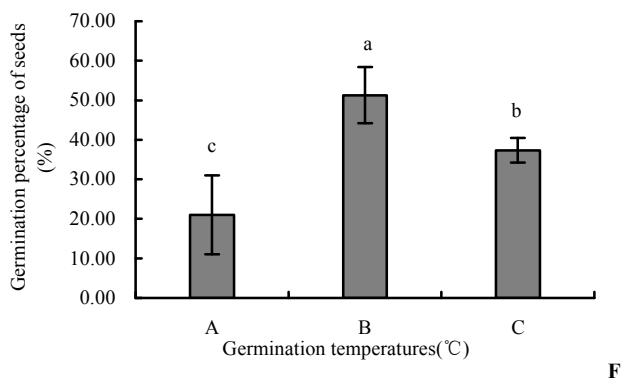 Germination percentage of seeds
(%)
70.00
60.00
50.00
40.00
30.00
20.00
10.00
0.00
c
a
b
A B C
Germination temperatures(℃)
F